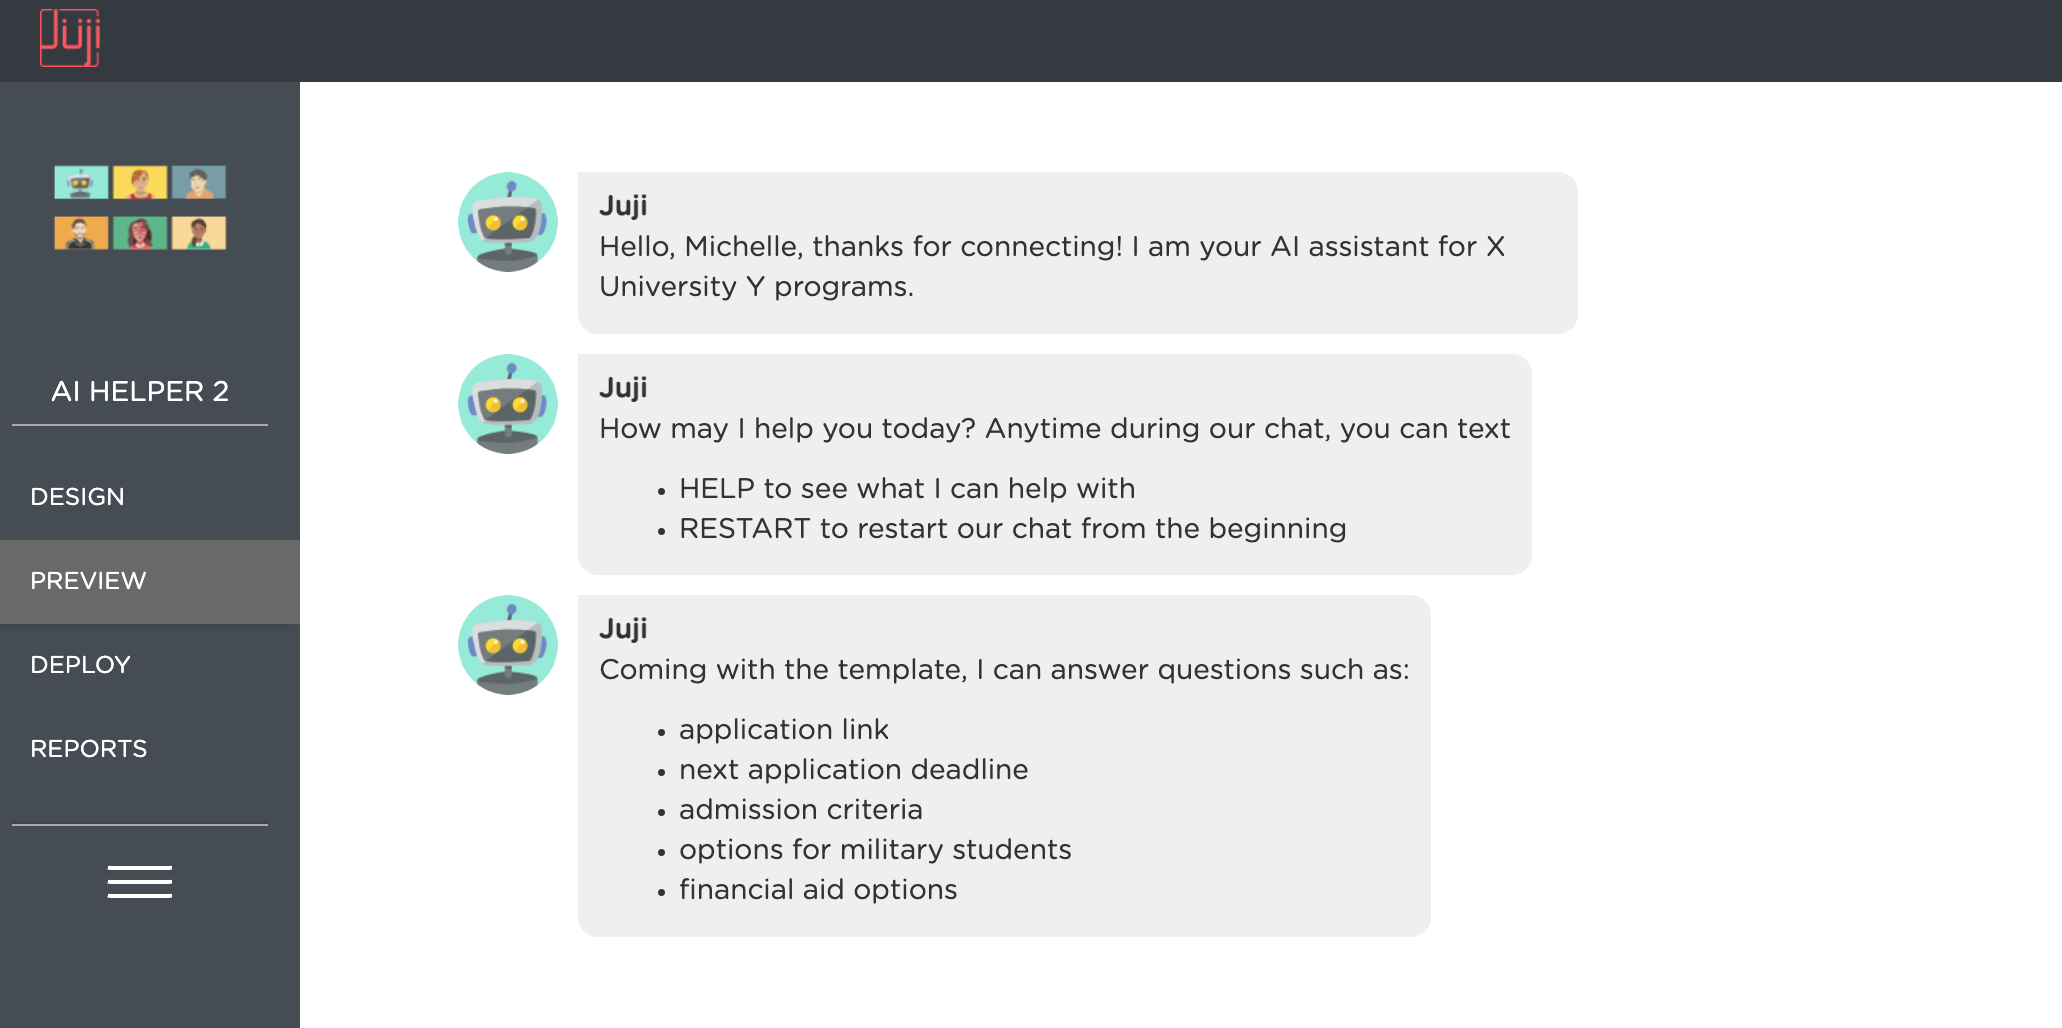 Juji
AI HELPER 2
DESIGN
PREVIEW
DEPLOY
REPORTS
Juji
Hello, Michelle, thanks for connecting! I am your AI assistant for X
University Y programs.
Juji
How may I help you today? Anytime during our chat, you can text
• HELP to see what I can help with
• RESTART to restart our chat from the beginning
Juji
Coming with the template, I can answer questions such as:
• application link
• next application deadline
• admission criteria
• options for military students
• financial aid options